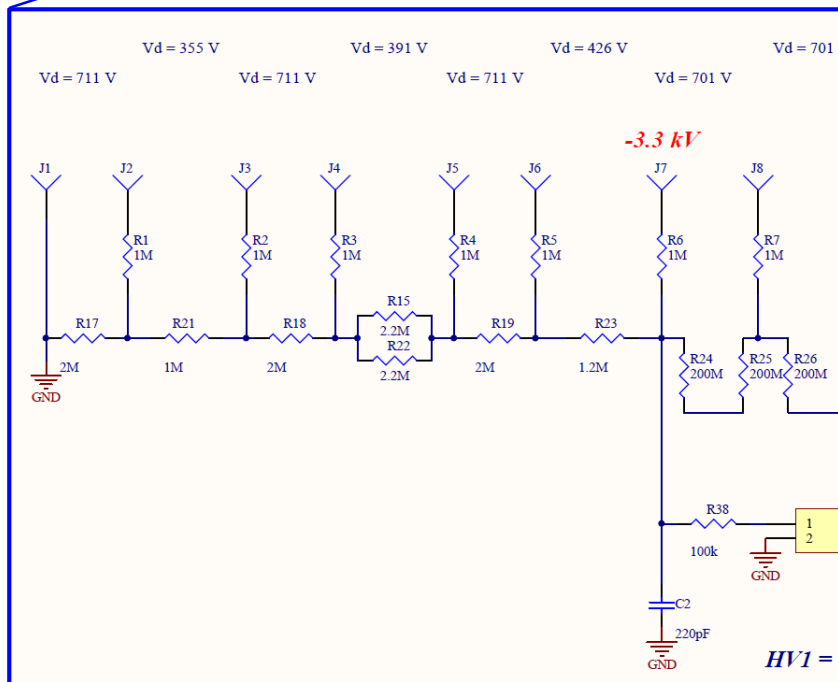 Vd = 355 V Vd = 391 V Vd = 426 V Vd = 701
Vd = 711 V Vd = 711 V Vd = 711 V Vd = 701 V
-3.3 kV
J1 J2 J3 J4 J5 J6 J7 J8
R1 R2 R3 R4 R5 R6 R7
1M 1M 1M 1M 1M 1M 1M
R15
2.2M
R17 R21 R18 R19 R23
R22
2.2M
2M 1M 2M 2M 1.2M
R24 R25 R26
200M 200M 200M
GND
R38
100k
1
2
GND
C2
220pF
GND
HV1 =